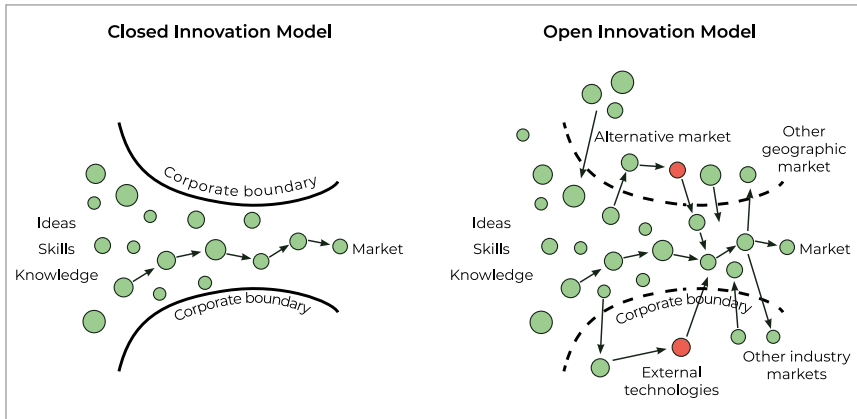 Closed Innovation Model
Corporate boundary
Ideas
Skills
Knowledge
Market
Corporate boundary
Open Innovation Model
Alternative market
Other
geographic
market
Ideas
Skills
Knowledge
Market
Corporate boundary
External
technologies
Other industry
markets